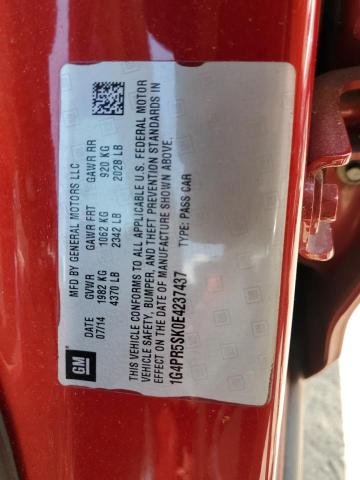 MFD BY GENERAL MOTORS LLC
DATE GVWR GAWR FRT GAWR RR
07/14 1982 KG 1062 KG 920 KG
4370 LB 2342 LB 2028 LB
THIS VEHICLE CONFORMS TO ALL APPLICABLE U.S. FEDERAL MOTOR
VEHICLE SAFETY, BUMPER, AND THEFT PREVENTION STANDARDS IN
EFFECT ON THE DATE OF MANUFACTURE SHOWN ABOVE.
TYPE: PASS CAR
1G4PR5SK0E4237437
GM